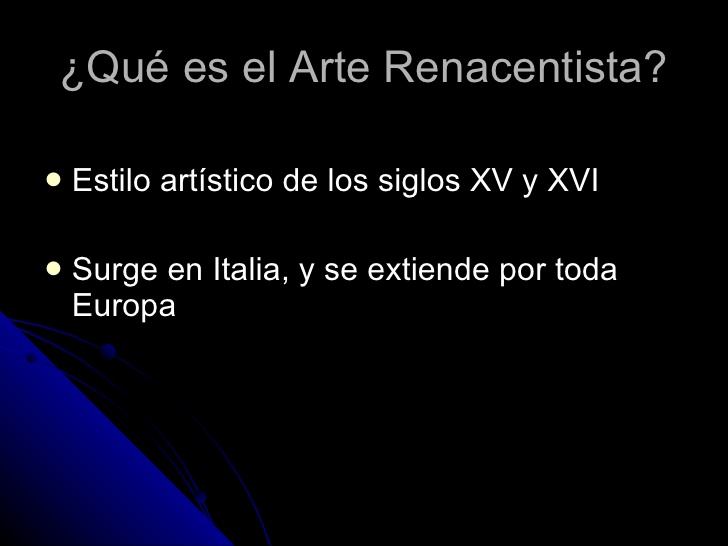 ¿Qué es el Arte Renacentista?
Estilo artístico de los siglos XV y XVI
Surge en Italia, y se extiende por toda
Europa